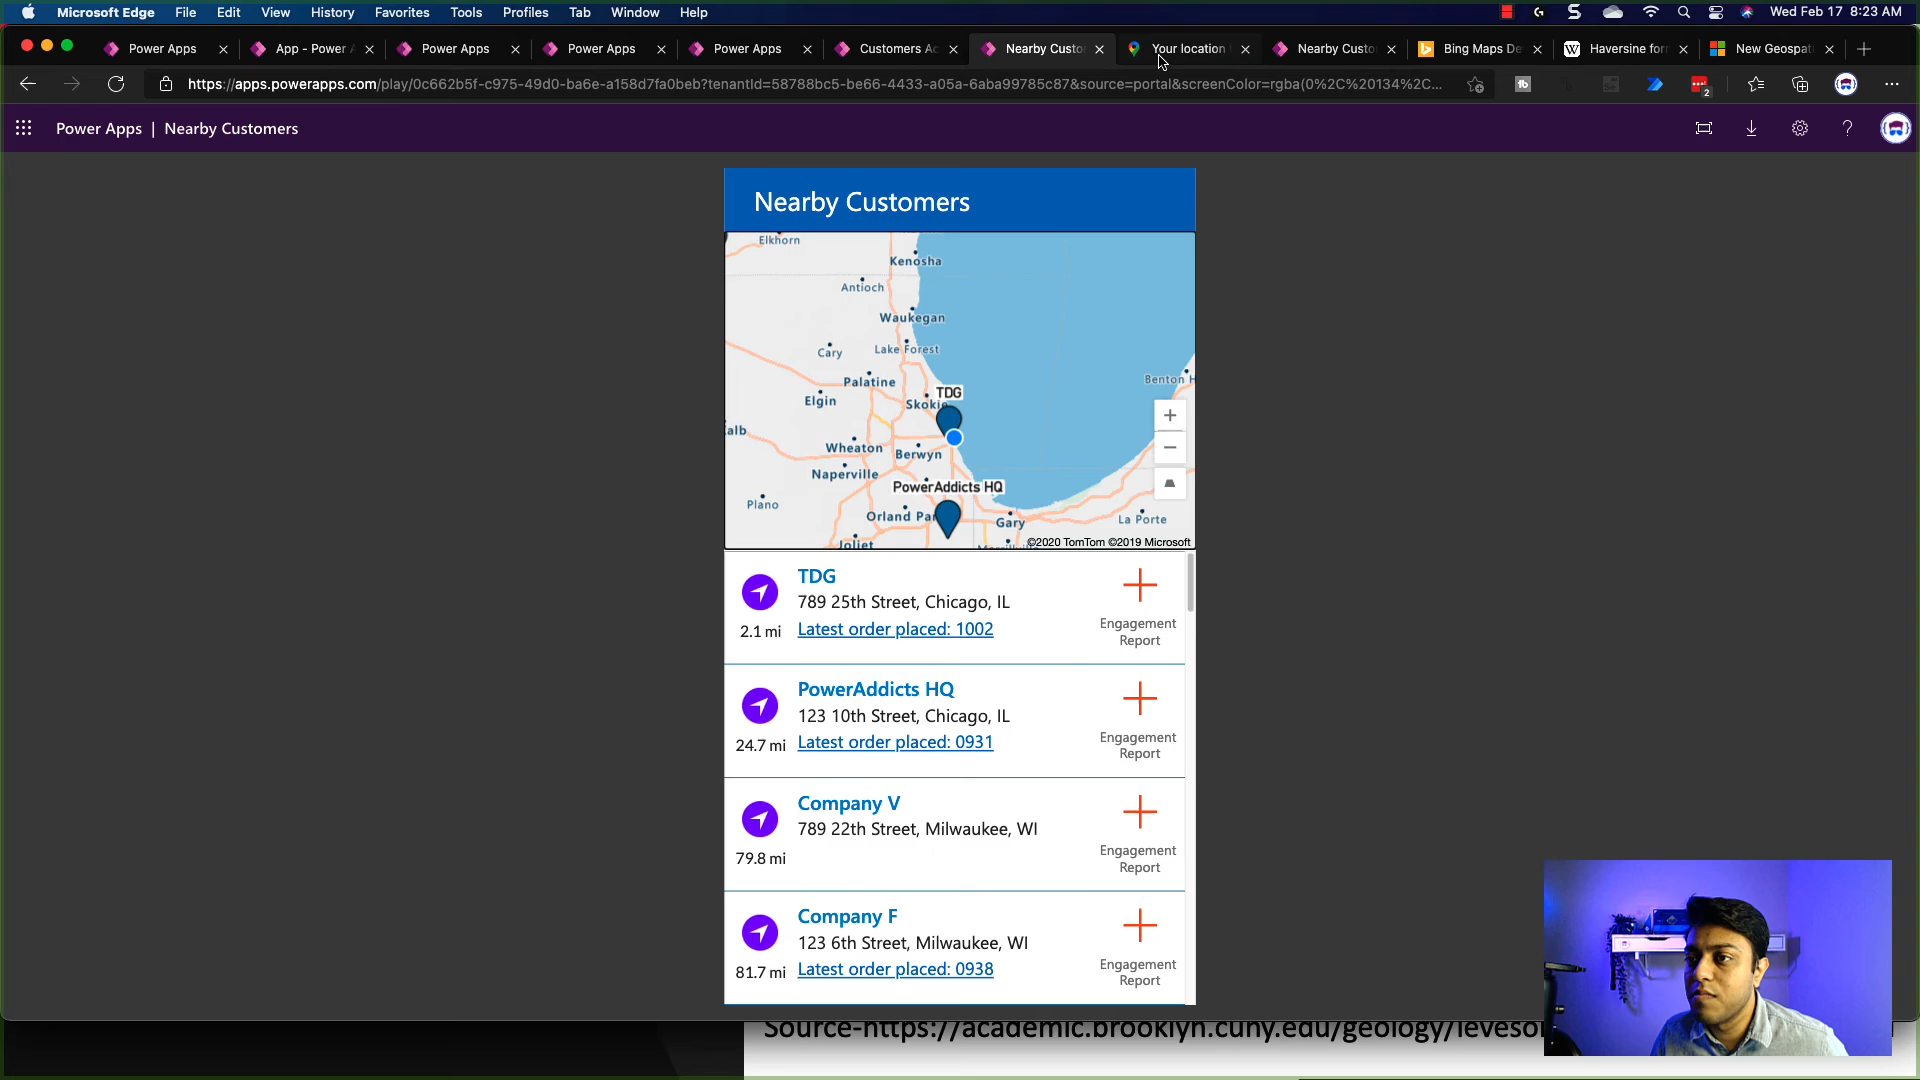 Microsoft Edge File Edit View History Favorites Tools Profiles Tab Window Help Wed Feb 17 8:23 AM
Power Apps App - Power A Power Apps Power Apps Power Apps Customers Ac Nearby Custo Your location Nearby Custo Bing Maps De Haversine for New Geospati
https://apps.powerapps.com/play/0c662b5f-c975-49d0-ba6e-a158d7fa0beb?tenantId=58788bc5-be66-4433-a05a-6aba99785c87&source=portal&screenColor=rgba(0%2C%20134%2C...
2
Power Apps | Nearby Customers
Nearby Customers
Elkhorn
Kenosha
Antioch
Waukegan
Lake Forest
Cary
Palatine
Benton H
TDG
Elgin
Skokie
alb
Wheaton
Berwyn
Naperville
PowerAddicts HQ
Plano
Orland Par
Gary
La Porte
Joliet
©2020 TomTom ©2019 Microsoft
TDG
789 25th Street, Chicago, IL
2.1 mi
Latest order placed: 1002
Engagement
Report
PowerAddicts HQ
123 10th Street, Chicago, IL
24.7 mi
Latest order placed: 0931
Engagement
Report
Company V
789 22th Street, Milwaukee, WI
79.8 mi
Engagement
Report
Company F
123 6th Street, Milwaukee, WI
81.7 mi
Latest order placed: 0938
Engagement
Report
Source-https://academic.brooklyn.cuny.edu/geology/leveso